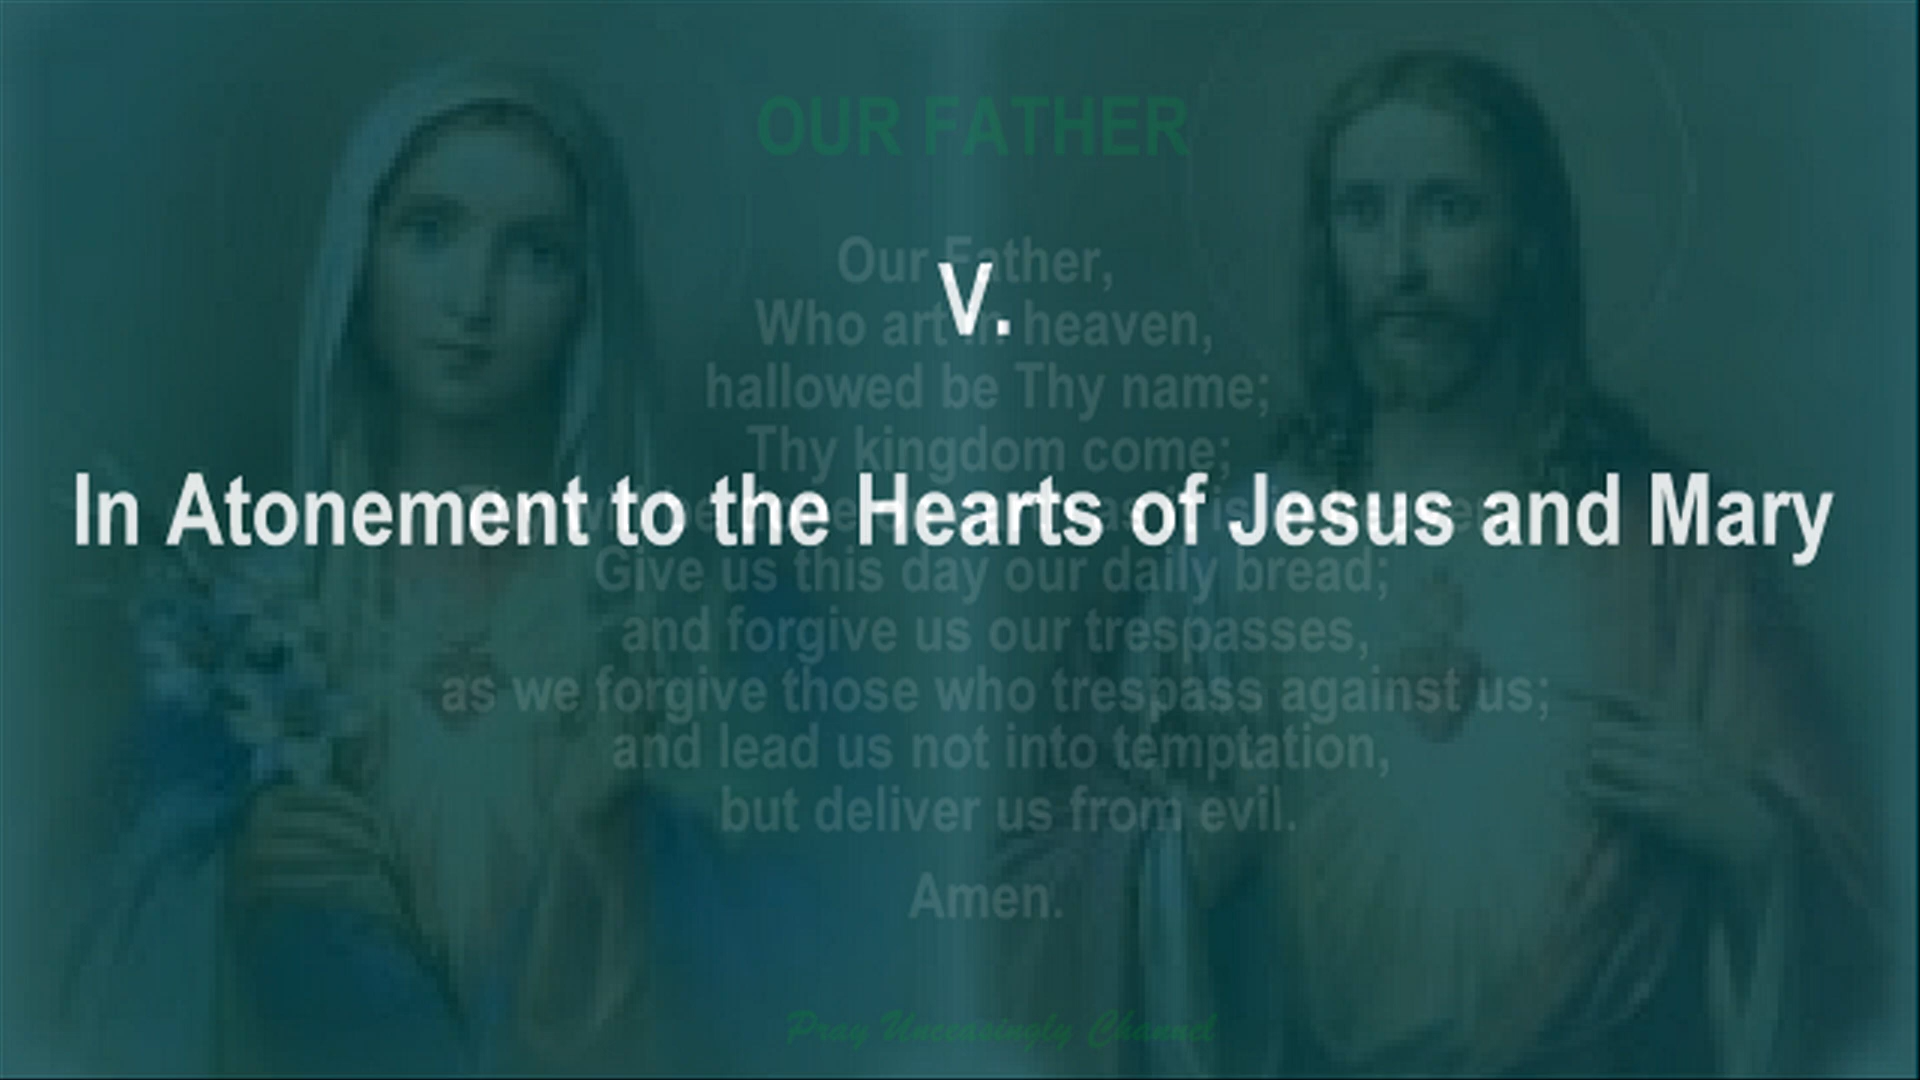 OUR FATHER
Our Father,
V.
Who art in heaven,
hallowed be Thy name;
Thy kingdom come;
In Atonement to the Hearts of Jesus and Mary
Give us this day our daily bread;
and forgive us our trespasses,
as we forgive those who trespass against us;
and lead us not into temptation,
but deliver us from evil.
Amen.
Pray Unceasingly Channel